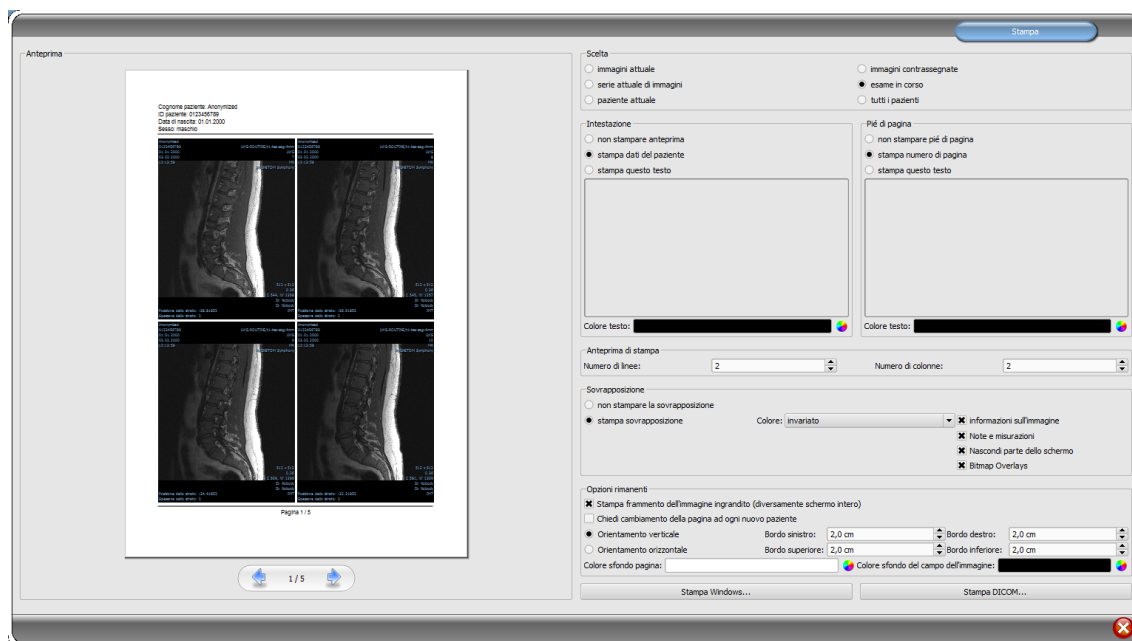 Stampa
Anteprima
Cognome paziente: Anonymized
ID paziente: 0123456789
Data di nascita: 01.01.2000
Sesso: maschio
Pagina 1 / 5
1 / 5
Scelta
immagini attuale
immagini contrassegnate
serie attuale di immagini
esame in corso
paziente attuale
tutti i pazienti
Intestazione
non stampare anteprima
stampa dati del paziente
stampa questo testo
Colore testo:
Pié di pagina
non stampare pié di pagina
stampa numero di pagina
stampa questo testo
Colore testo:
Anteprima di stampa
Numero di linee: 2
Numero di colonne: 2
Sovrapposizione
non stampare la sovrapposizione
stampa sovrapposizione
Colore: invariato
informazioni sull'immagine
Note e misurazioni
Nascondi parte dello schermo
Bitmap Overlays
Opzioni rimanenti
Stampa frammento dell'immagine ingrandito (diversamente schermo intero)
Chiedi cambiamento della pagina ad ogni nuovo paziente
Orientamento verticale
Bordo sinistro: 2,0 cm
Bordo destro: 2,0 cm
Orientamento orizzontale
Bordo superiore: 2,0 cm
Bordo inferiore: 2,0 cm
Colore sfondo pagina:
Colore sfondo del campo dell'immagine:
Stampa Windows...
Stampa DICOM...